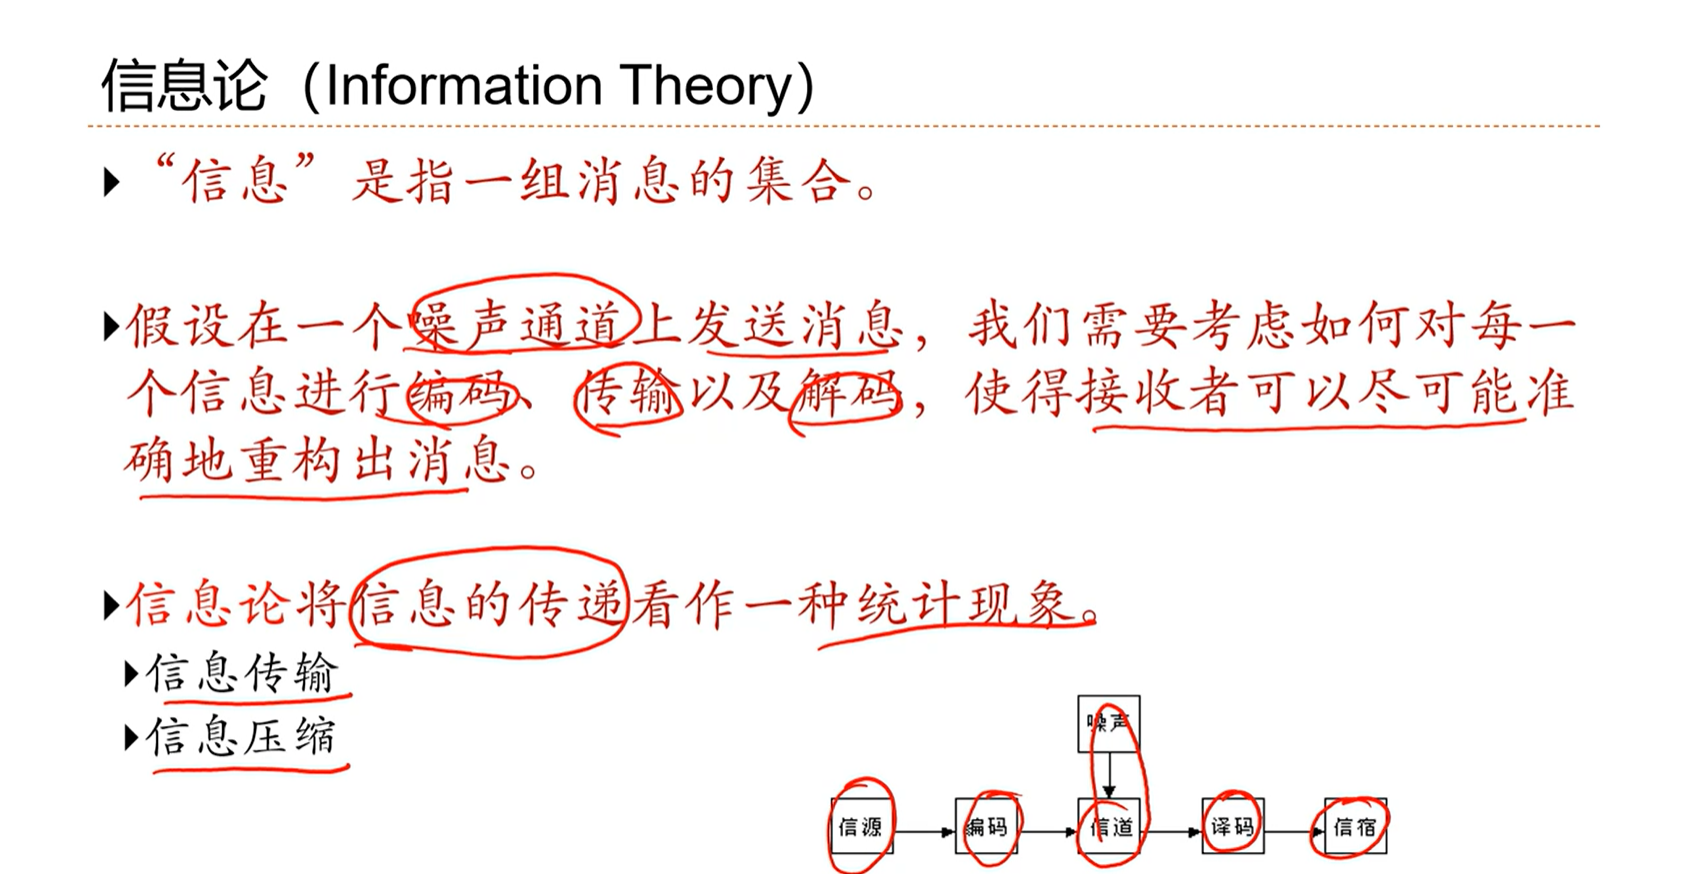 信息论（Information Theory）
“信息”是指一组消息的集合。
假设在一个噪声通道上发送消息，我们需要考虑如何对每一
个信息进行编码、传输以及解码，使得接收者可以尽可能准
确地重构出消息。
信息论将信息的传递看作一种统计现象。
信息传输
信息压缩
噪声
信源
编码
信道
译码
信宿